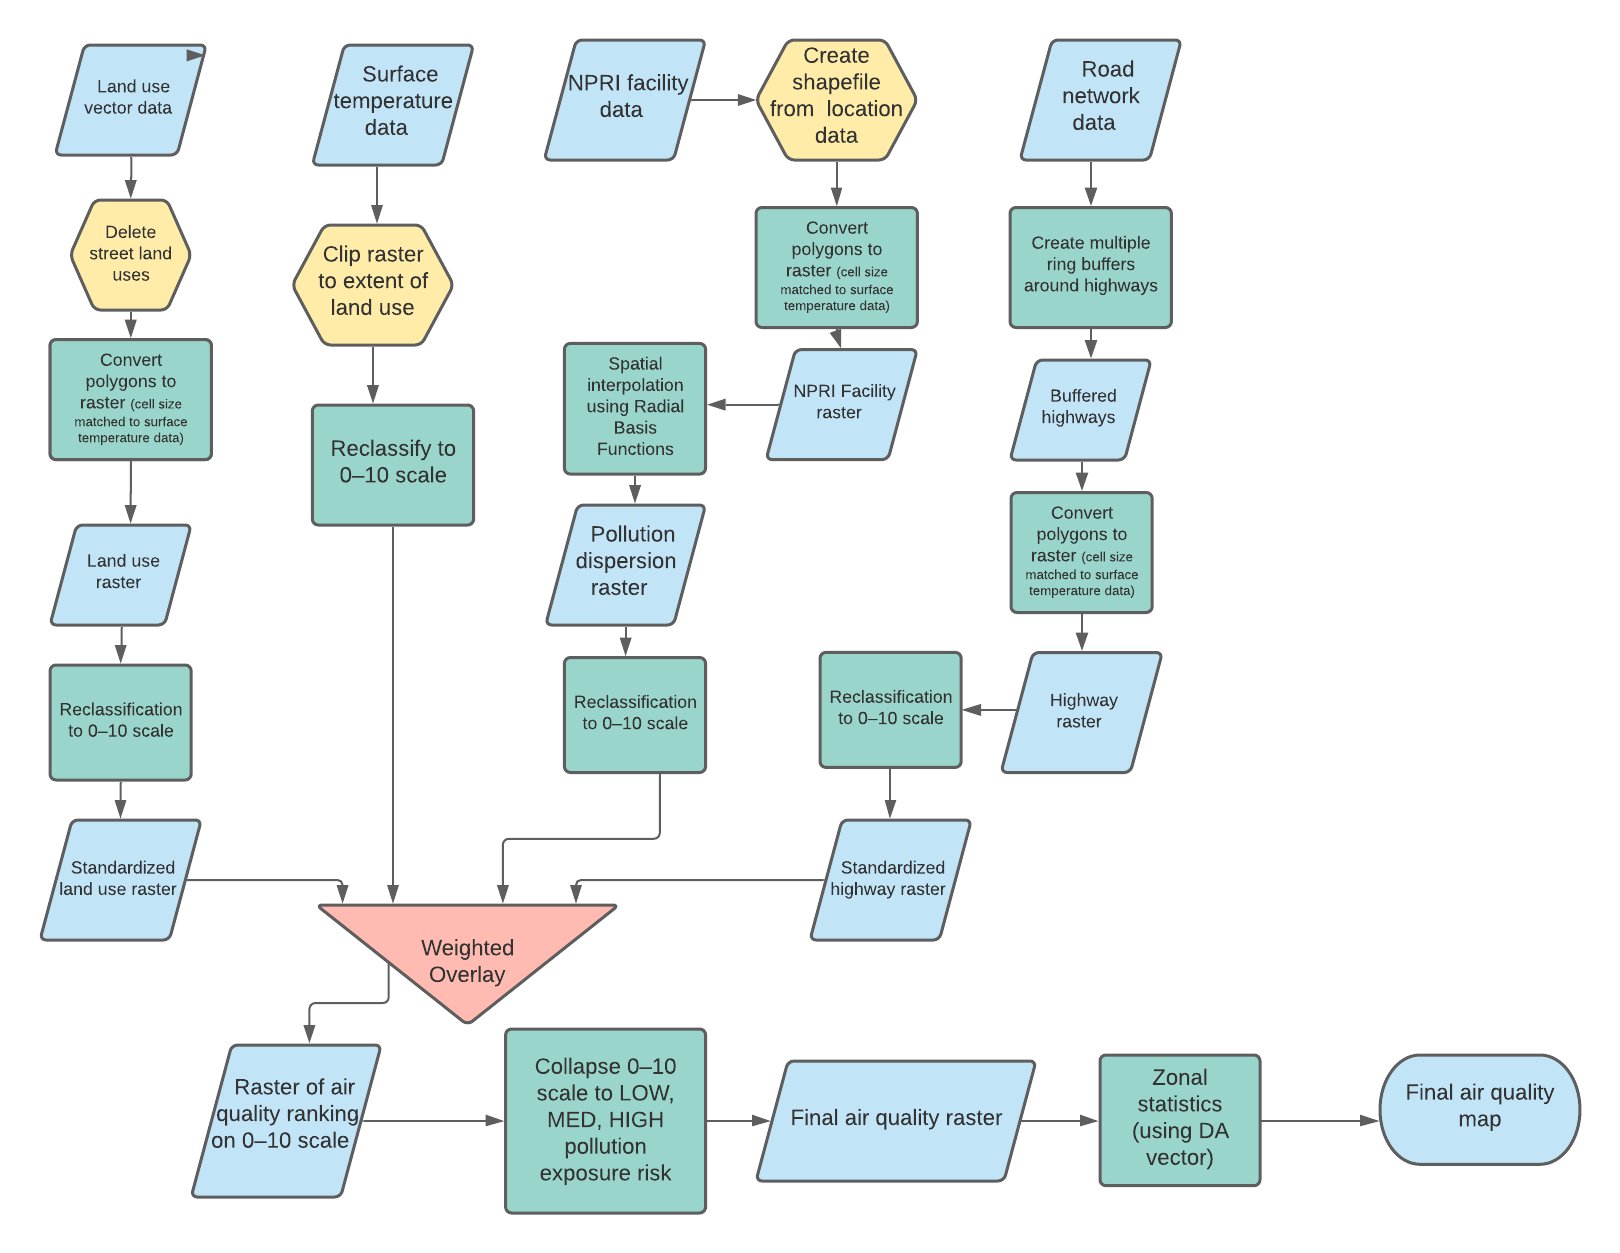 Land use
vector data
Delete
street land
uses
Convert
polygons to
raster (cell size
matched to surface
temperature data)
Land use
raster
Reclassification
to 0–10 scale
Standardized
land use raster
Surface
temperature
data
Clip raster
to extent of
land use
Reclassify to
0–10 scale
NPRI facility
data
Create
shapefile
from location
data
Convert
polygons to
raster (cell size
matched to surface
temperature data)
NPRI Facility
raster
Spatial
interpolation
using Radial
Basis
Functions
Pollution
dispersion
raster
Reclassification
to 0–10 scale
Road
network
data
Create multiple
ring buffers
around highways
Buffered
highways
Convert
polygons to
raster (cell size
matched to surface
temperature data)
Highway
raster
Reclassification
to 0–10 scale
Standardized
highway raster
Weighted
Overlay
Raster of air
quality ranking
on 0–10 scale
Collapse 0–10
scale to LOW,
MED, HIGH
pollution
exposure risk
Final air quality raster
Zonal
statistics
(using DA
vector)
Final air quality
map